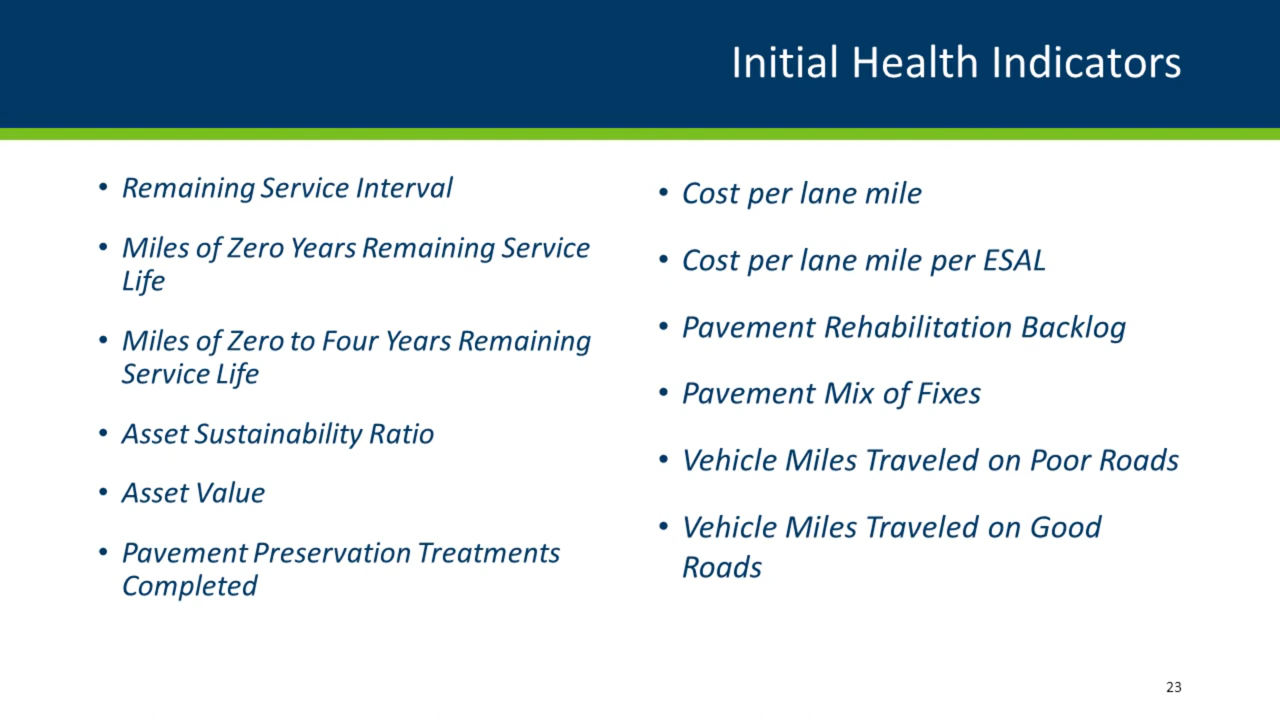 Initial Health Indicators
• Remaining Service Interval
• Miles of Zero Years Remaining Service
Life
• Miles of Zero to Four Years Remaining
Service Life
• Asset Sustainability Ratio
• Asset Value
• Pavement Preservation Treatments
Completed
• Cost per lane mile
• Cost per lane mile per ESAL
• Pavement Rehabilitation Backlog
• Pavement Mix of Fixes
• Vehicle Miles Traveled on Poor Roads
• Vehicle Miles Traveled on Good
Roads
23